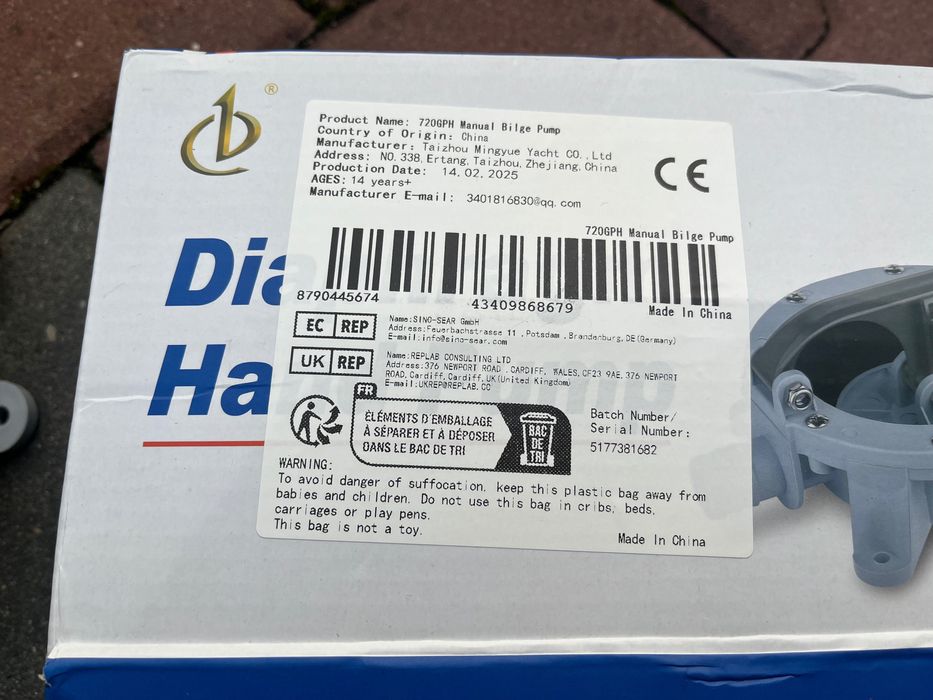 ®
Product Name: 720GPH Manual Bilge Pump
Country of Origin: China
Manufacturer: Taizhou Mingyue Yacht CO.,Ltd
Address: NO.338, Ertang, Taizhou, Zhejiang, China
Production Date: 14.02.2025
AGES: 14 years+
Manufacturer E-mail: 3401816830@qq.com
CE
720GPH Manual Bilge Pump
8790445674 43409868679
Made In China
EC REP
Name:SINO-SEAR GmbH
Address:Feuerbachstrasse 11 ,Potsdam ,Brandenburg,DE(Germany)
E-mail:info@sino-sear.com
UK REP
Name:REPLAB CONSULTING LTD
Address:376 NEWPORT ROAD ,CARDIFF, WALES,CF23 9AE,376 NEWPORT
ROAD,Cardiff,Cardiff,UK(United Kingdom)
E-mail:UKREP@REPLAB.CC
FR
ÉLÉMENTS D'EMBALLAGE
À SÉPARER ET À DÉPOSER
DANS LE BAC DE TRI
BAC
DE
TRI
Batch Number/
Serial Number:
5177381682
WARNING:
To avoid danger of suffocation, keep this plastic bag away from
babies and children. Do not use this bag in cribs, beds,
carriages or play pens.
This bag is not a toy.
Made In China
Dia
Ha